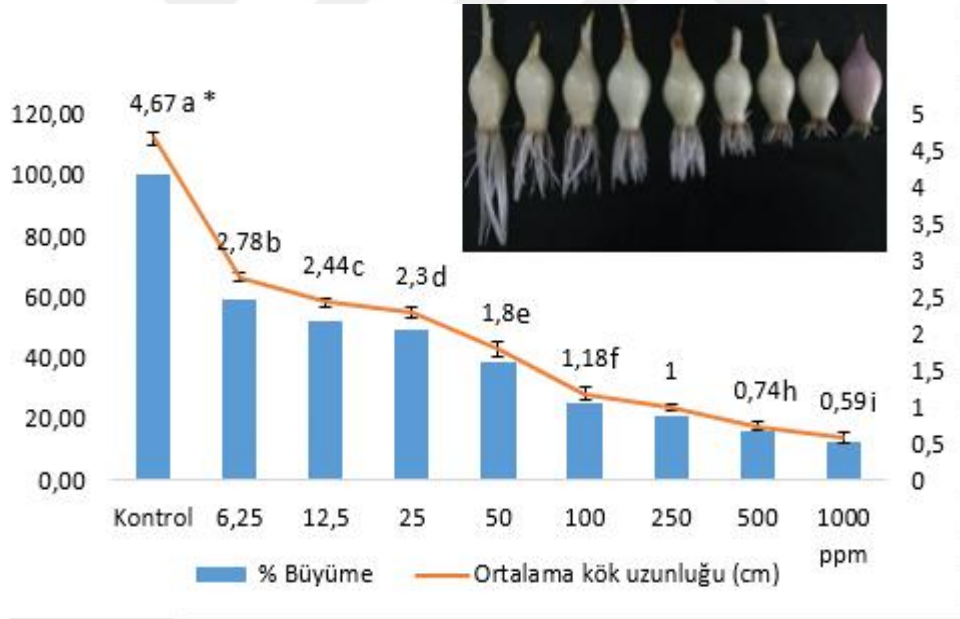 4,67 a *
2,78 b
2,44 c
2,3 d
1,8 e
1,18 f
1
0,74 h
0,59 i
120,00
100,00
80,00
60,00
40,00
20,00
0,00
5
4,5
4
3,5
3
2,5
2
1,5
1
0,5
0
Kontrol 6,25 12,5 25 50 100 250 500 1000
ppm
% Büyüme Ortalama kök uzunluğu (cm)